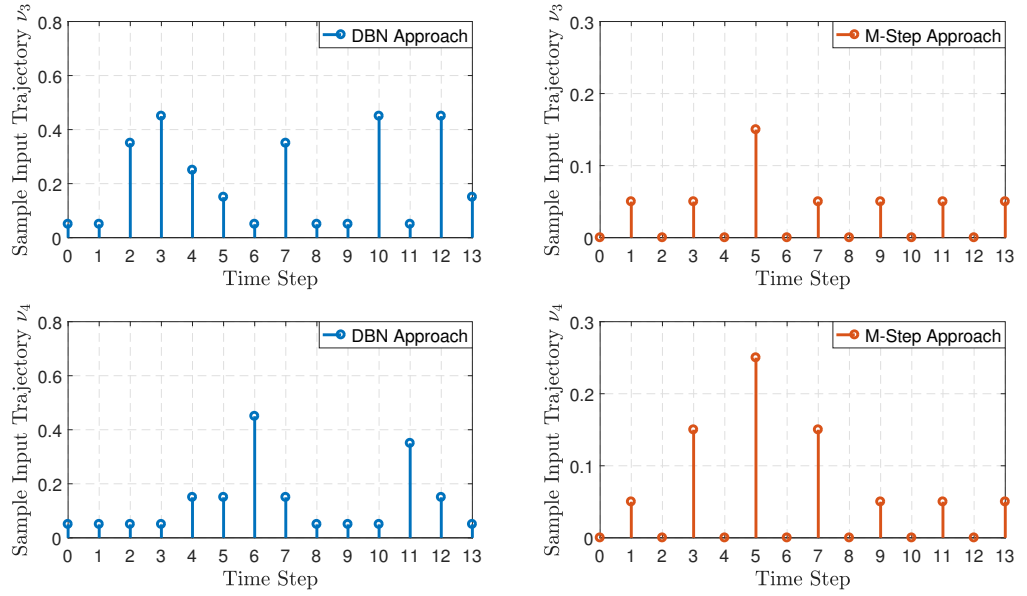 Sample Input Trajectory ν3
0.8
0.6
0.4
0.2
0
DBN Approach
0 1 2 3 4 5 6 7 8 9 10 11 12 13
Time Step
Sample Input Trajectory ν3
0.3
0.2
0.1
0
M-Step Approach
0 1 2 3 4 5 6 7 8 9 10 11 12 13
Time Step
Sample Input Trajectory ν4
0.8
0.6
0.4
0.2
0
DBN Approach
0 1 2 3 4 5 6 7 8 9 10 11 12 13
Time Step
Sample Input Trajectory ν4
0.3
0.2
0.1
0
M-Step Approach
0 1 2 3 4 5 6 7 8 9 10 11 12 13
Time Step